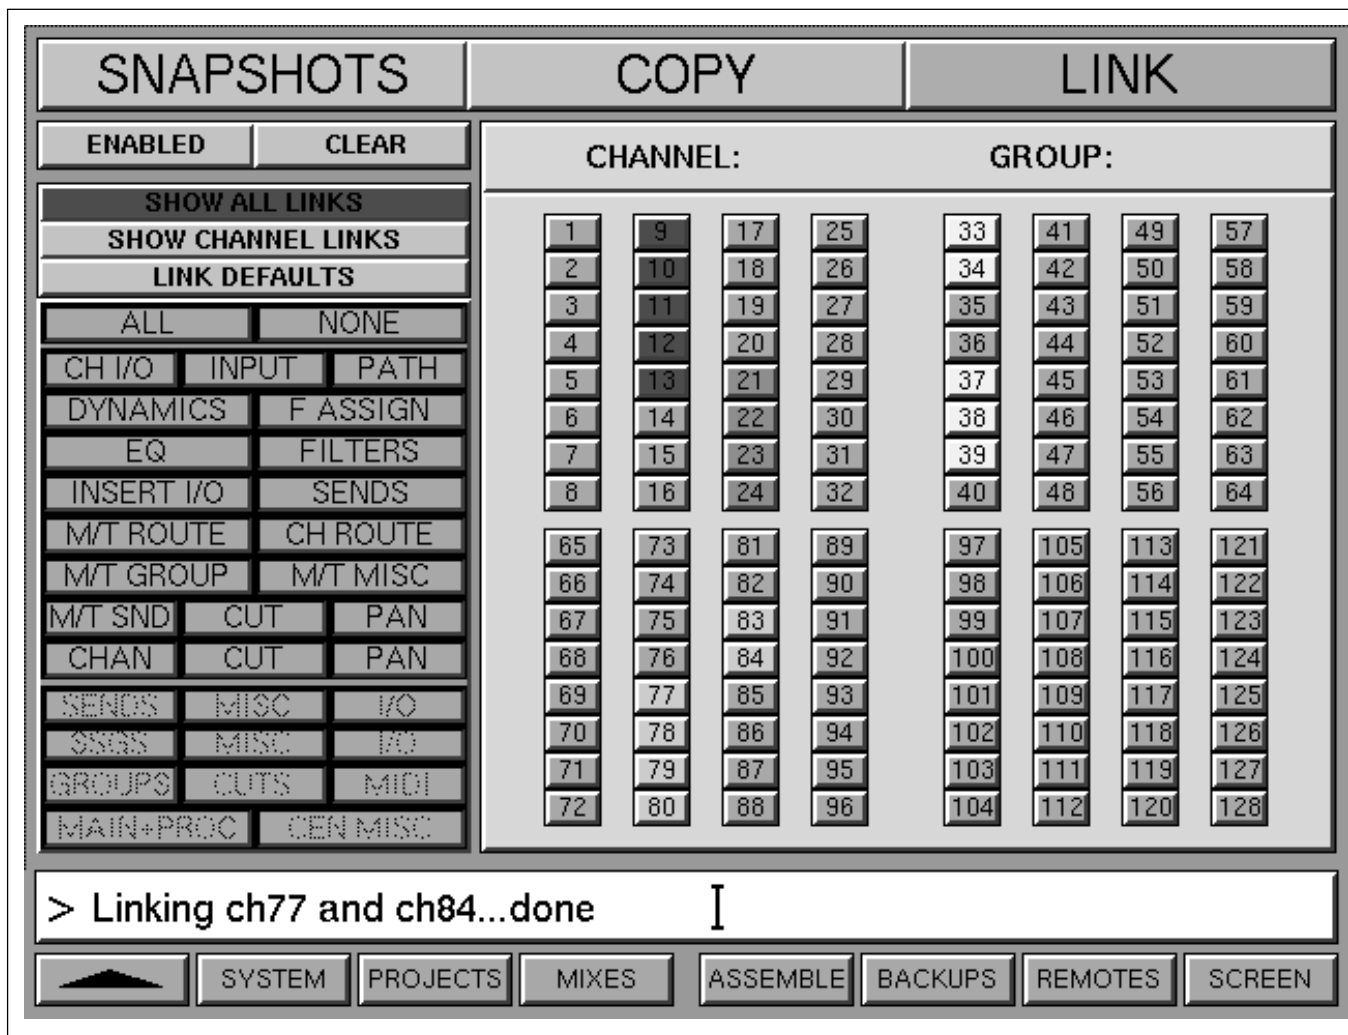 SNAPSHOTS COPY LINK
ENABLED CLEAR
CHANNEL: GROUP:
SHOW ALL LINKS
SHOW CHANNEL LINKS
LINK DEFAULTS
ALL NONE
CH I/O INPUT PATH
DYNAMICS F ASSIGN
EQ FILTERS
INSERT I/O SENDS
M/T ROUTE CH ROUTE
M/T GROUP M/T MISC
M/T SND CUT PAN
CHAN CUT PAN
SENDS MISC I/O
SSGS MISC I/O
GROUPS CUTS MIDI
MAIN+PROC CEN MISC
1 9 17 25 33 41 49 57
2 10 18 26 34 42 50 58
3 11 19 27 35 43 51 59
4 12 20 28 36 44 52 60
5 13 21 29 37 45 53 61
6 14 22 30 38 46 54 62
7 15 23 31 39 47 55 63
8 16 24 32 40 48 56 64
65 73 81 89 97 105 113 121
66 74 82 90 98 106 114 122
67 75 83 91 99 107 115 123
68 76 84 92 100 108 116 124
69 77 85 93 101 109 117 125
70 78 86 94 102 110 118 126
71 79 87 95 103 111 119 127
72 80 88 96 104 112 120 128
> Linking ch77 and ch84...done
SYSTEM PROJECTS MIXES ASSEMBLE BACKUPS REMOTES SCREEN